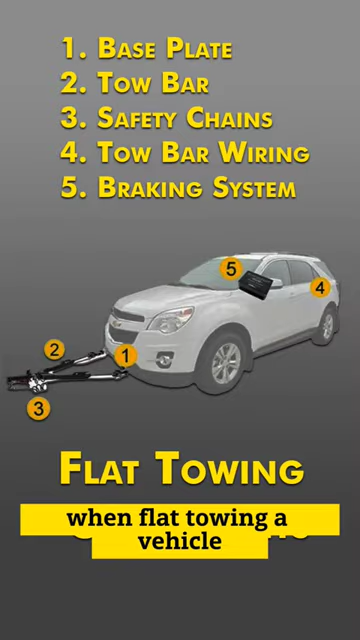 1. Base Plate
2. Tow Bar
3. Safety Chains
4. Tow Bar Wiring
5. Braking System
5
4
2
1
3
Flat Towing
when flat towing a
vehicle